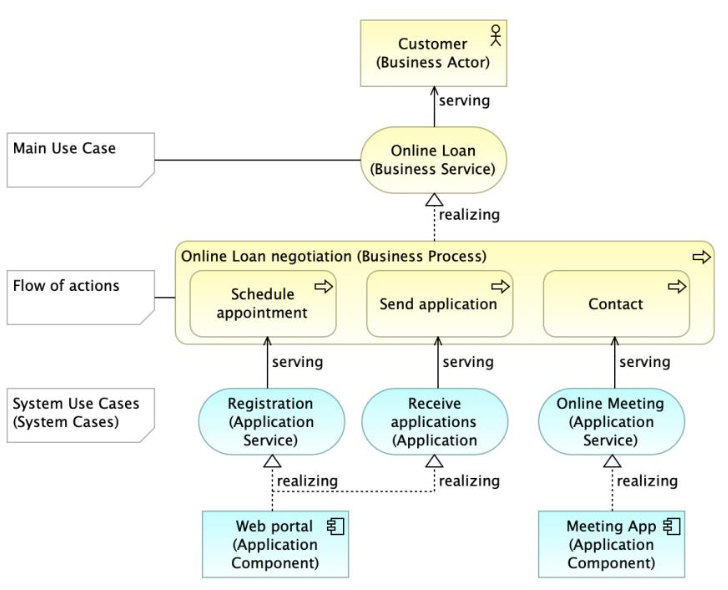 Customer
(Business Actor)
serving
Main Use Case
Online Loan
(Business Service)
realizing
Online Loan negotiation (Business Process)
Flow of actions
Schedule
appointment
Send application
Contact
serving
serving
serving
System Use Cases
(System Cases)
Registration
(Application
Service)
Receive
applications
(Application
Online Meeting
(Application
Service)
realizing
realizing
realizing
Web portal
(Application
Component)
Meeting App
(Application
Component)